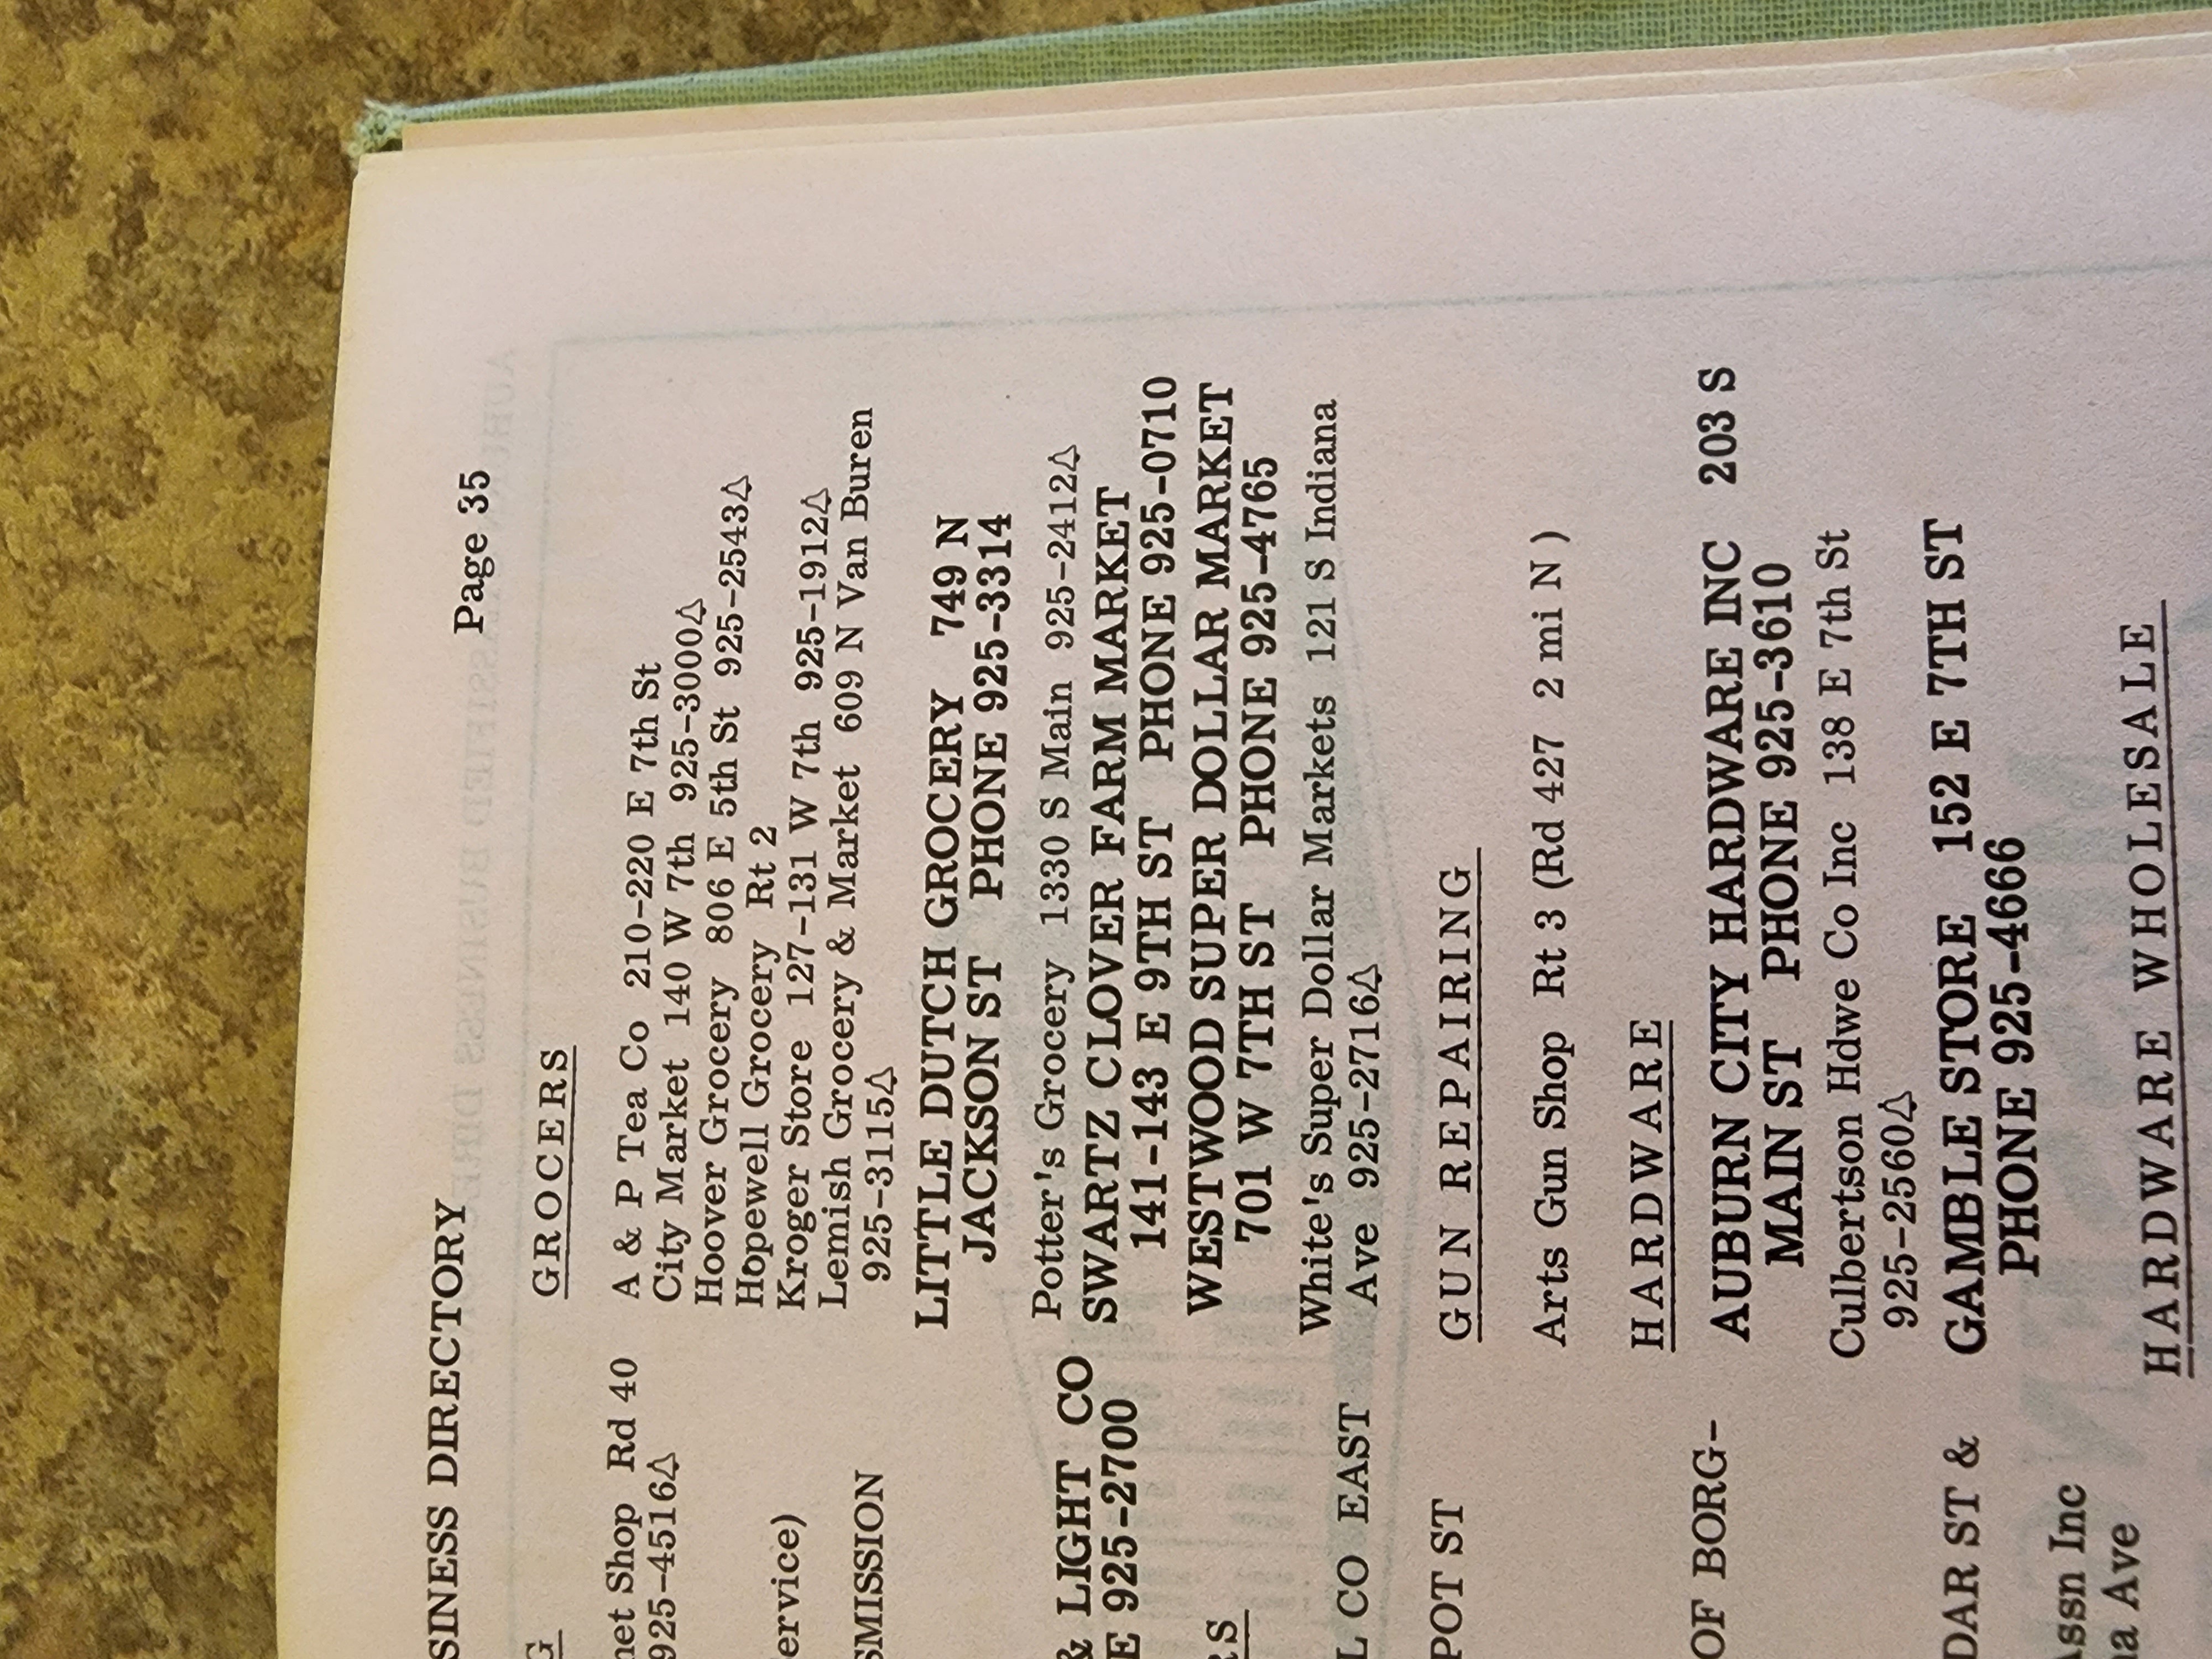 SINESS DIRECTORY Page 35
G
net Shop Rd 40
925-4516△
ervice)
SMISSION
& LIGHT CO
E 925-2700
RS
L CO EAST
POT ST
OF BORG-
DAR ST &
Assn Inc
na Ave
GROCERS
A & P Tea Co 210-220 E 7th St
City Market 140 W 7th 925-3000△
Hoover Grocery 806 E 5th St 925-2543△
Hopewell Grocery Rt 2
Kroger Store 127-131 W 7th 925-1912△
Lemish Grocery & Market 609 N Van Buren
925-3115△
LITTLE DUTCH GROCERY 749 N
JACKSON ST PHONE 925-3314
Potter's Grocery 1330 S Main 925-2412△
SWARTZ CLOVER FARM MARKET
141-143 E 9TH ST PHONE 925-0710
WESTWOOD SUPER DOLLAR MARKET
701 W 7TH ST PHONE 925-4765
White's Super Dollar Markets 121 S Indiana
Ave 925-2716△
GUN REPAIRING
Arts Gun Shop Rt 3 (Rd 427 2 mi N )
HARDWARE
AUBURN CITY HARDWARE INC 203 S
MAIN ST PHONE 925-3610
Culbertson Hdwe Co Inc 138 E 7th St
925-2560△
GAMBLE STORE 152 E 7TH ST
PHONE 925-4666
HARDWARE WHOLESALE